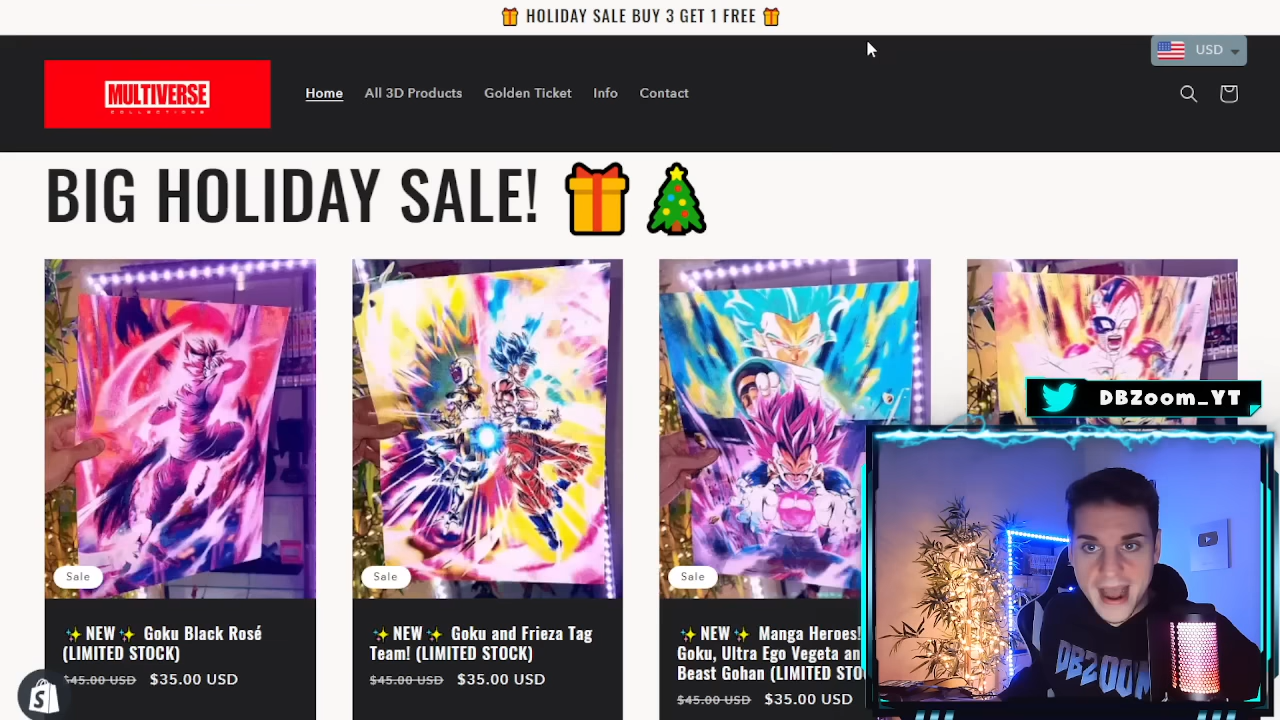 🎁 HOLIDAY SALE BUY 3 GET 1 FREE 🎁
USD
MULTIVERSE
COLLECTIONS
Home
All 3D Products
Golden Ticket
Info
Contact
BIG HOLIDAY SALE! 🎁 🎄
Sale
Sale
Sale
DBZoom_YT
DBZOOM
✨NEW✨ Goku Black Rosé
(LIMITED STOCK)
$45.00 USD $35.00 USD
✨NEW✨ Goku and Frieza Tag
Team! (LIMITED STOCK)
$45.00 USD $35.00 USD
✨NEW✨ Manga Heroes!
Goku, Ultra Ego Vegeta
Beast Gohan (LIMITED
$45.00 USD $35.00 USD